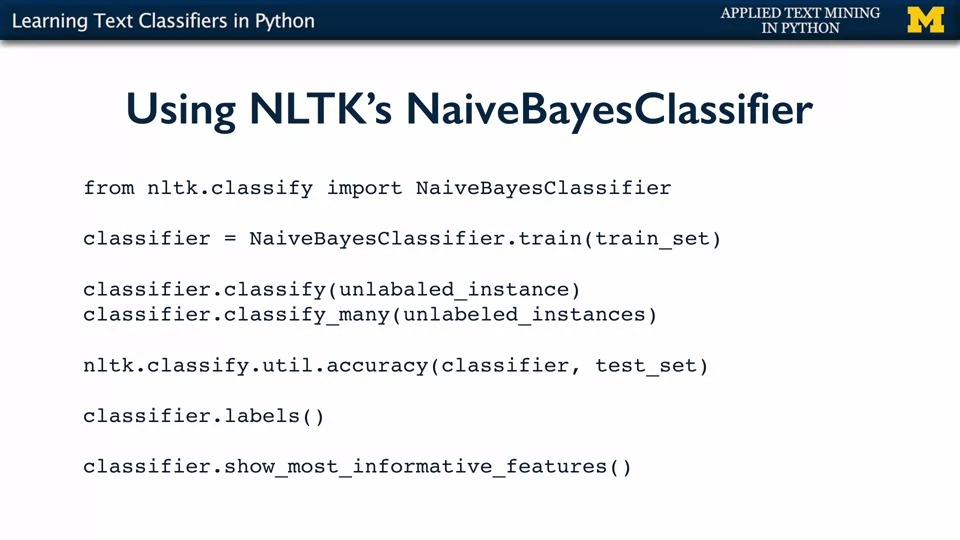 Learning Text Classifiers in Python
APPLIED TEXT MINING
IN PYTHON
M
Using NLTK’s NaiveBayesClassifier
from nltk.classify import NaiveBayesClassifier
classifier = NaiveBayesClassifier.train(train_set)
classifier.classify(unlabaled_instance)
classifier.classify_many(unlabeled_instances)
nltk.classify.util.accuracy(classifier, test_set)
classifier.labels()
classifier.show_most_informative_features()